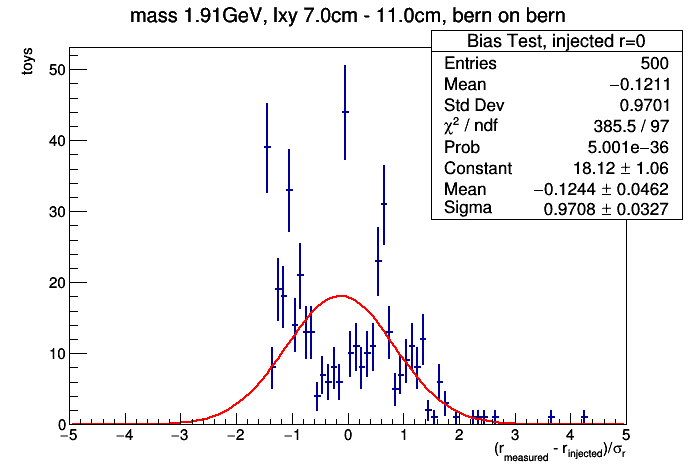 mass 1.91GeV, lxy 7.0cm - 11.0cm, bern on bern
Bias Test, injected r=0
Entries 500
Mean −0.1211
Std Dev 0.9701
χ² / ndf 385.5 / 97
Prob 5.001e−36
Constant 18.12 ± 1.06
Mean −0.1244 ± 0.0462
Sigma 0.9708 ± 0.0327
toys
50
40
30
20
10
0
−5 −4 −3 −2 −1 0 1 2 3 4 5
(r_measured - r_injected)/σ_r